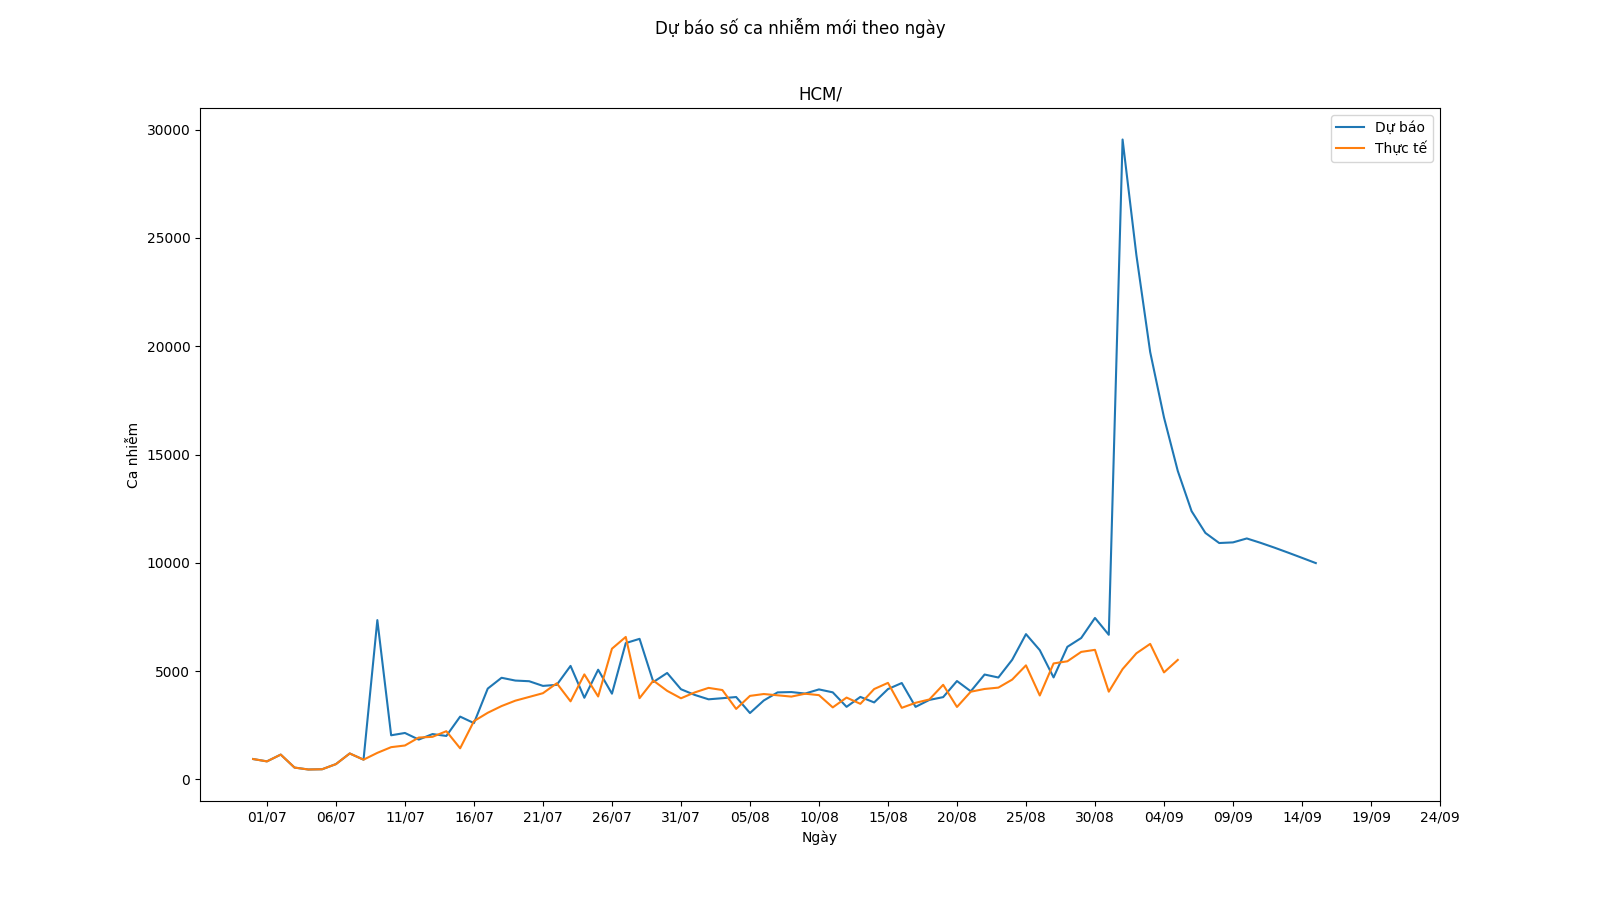 Dự báo số ca nhiễm mới theo ngày
HCM/
Dự báo
Thực tế
30000
25000
20000
15000
10000
5000
0
Ca nhiễm
01/07 06/07 11/07 16/07 21/07 26/07 31/07 05/08 10/08 15/08 20/08 25/08 30/08 04/09 09/09 14/09 19/09 24/09
Ngày